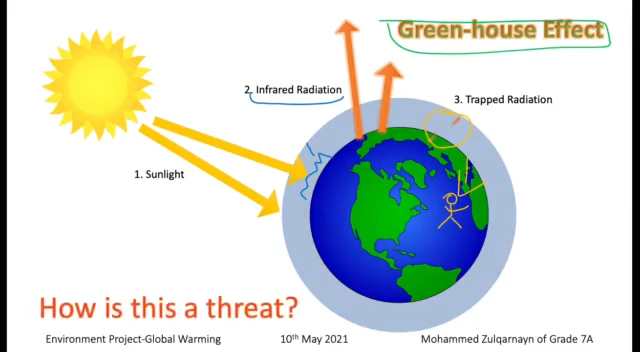 Green-house Effect
2. Infrared Radiation
3. Trapped Radiation
1. Sunlight
How is this a threat?
Environment Project-Global Warming
10th May 2021
Mohammed Zulqarnayn of Grade 7A